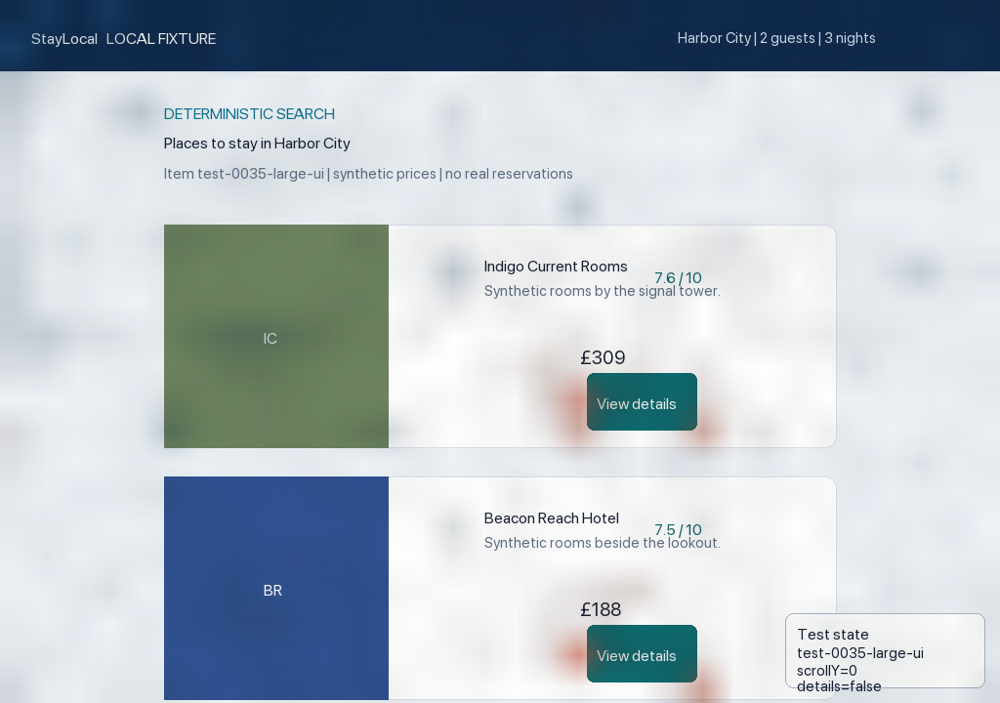 StayLocal LOCAL FIXTURE
Harbor City | 2 guests | 3 nights
DETERMINISTIC SEARCH
Places to stay in Harbor City
Item test-0035-large-ui | synthetic prices | no real reservations
IC
Indigo Current Rooms
7.6 / 10
Synthetic rooms by the signal tower.
£309
View details
BR
Beacon Reach Hotel
7.5 / 10
Synthetic rooms beside the lookout.
£188
View details
Test state
test-0035-large-ui
scrollY=0
details=false